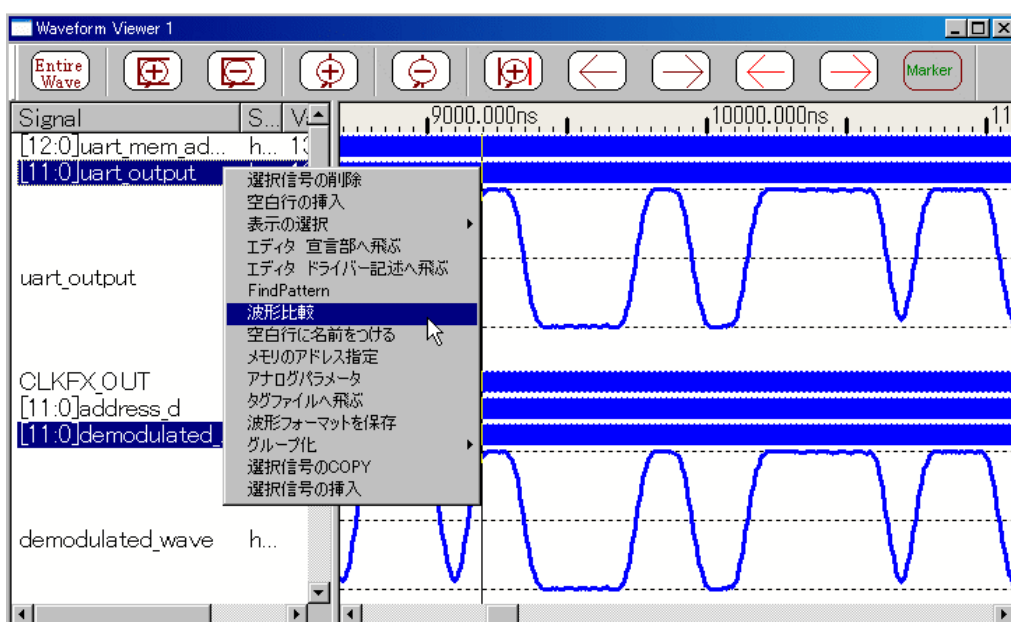 Waveform Viewer 1
Entire
Wave
Marker
Signal S... V
9000.000ns 10000.000ns 11
[12:0]uart_mem_ad... h... 13
[11:0]uart_output
選択信号の削除
空白行の挿入
表示の選択
エディタ 宣言部へ飛ぶ
エディタ ドライバー記述へ飛ぶ
uart_output
FindPattern
波形比較
空白行に名前をつける
メモリのアドレス指定
CLKFX_OUT
アナログパラメータ
[11:0]address_d
タグファイルへ飛ぶ
波形フォーマットを保存
[11:0]demodulated_
グループ化
選択信号のCOPY
選択信号の挿入
demodulated_wave h...